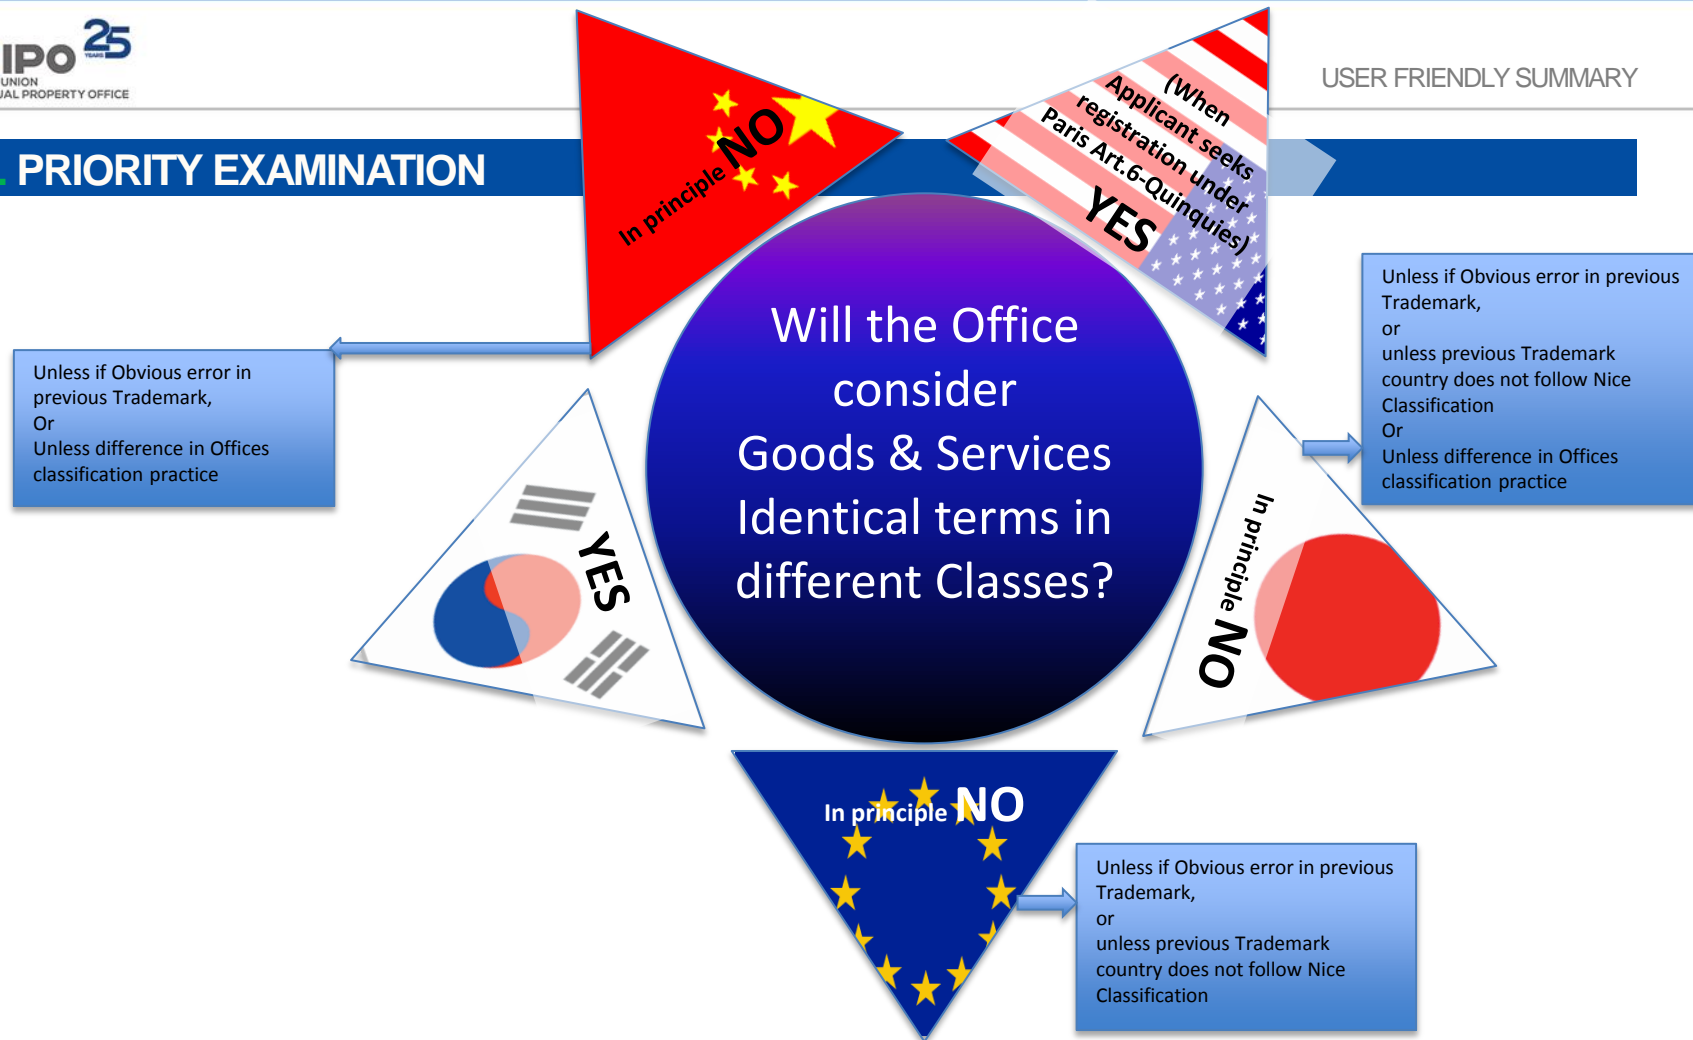 IPO 25
YEARS
UNION
UAL PROPERTY OFFICE
USER FRIENDLY SUMMARY
. PRIORITY EXAMINATION
In principle NO
(When
Applicant seeks
registration under
Paris Art.6-Quinquies)
YES
Will the Office
consider
Goods & Services
Identical terms in
different Classes?
Unless if Obvious error in previous
Trademark,
or
unless previous Trademark
country does not follow Nice
Classification
Or
Unless difference in Offices
classification practice
Unless if Obvious error in
previous Trademark,
Or
Unless difference in Offices
classification practice
YES
In principle NO
In principle NO
Unless if Obvious error in previous
Trademark,
or
unless previous Trademark
country does not follow Nice
Classification